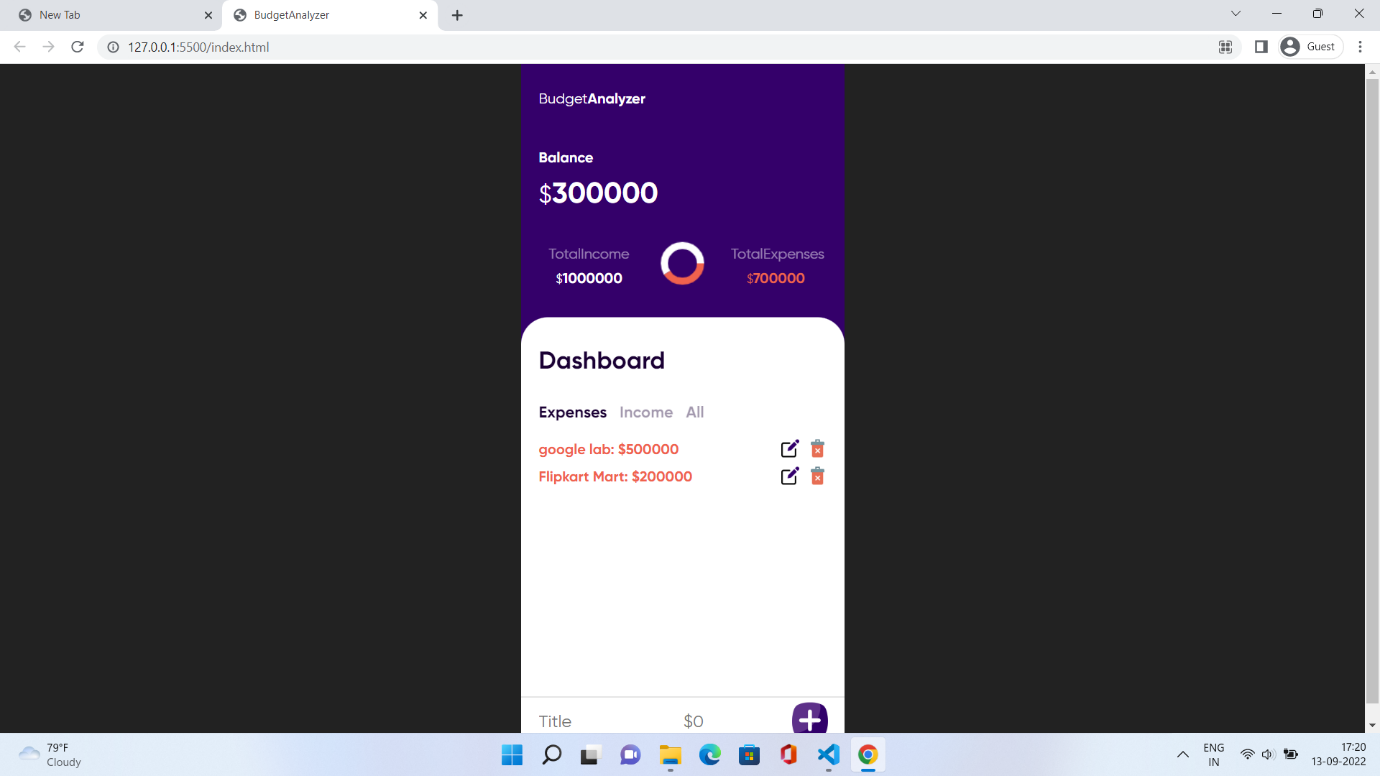 New Tab
BudgetAnalyzer
127.0.0.1:5500/index.html
Guest
BudgetAnalyzer
Balance
$300000
TotalIncome
TotalExpenses
$1000000
$700000
Dashboard
Expenses Income All
google lab: $500000
Flipkart Mart: $200000
Title $0
79°F
Cloudy
ENG
IN
17:20
13-09-2022